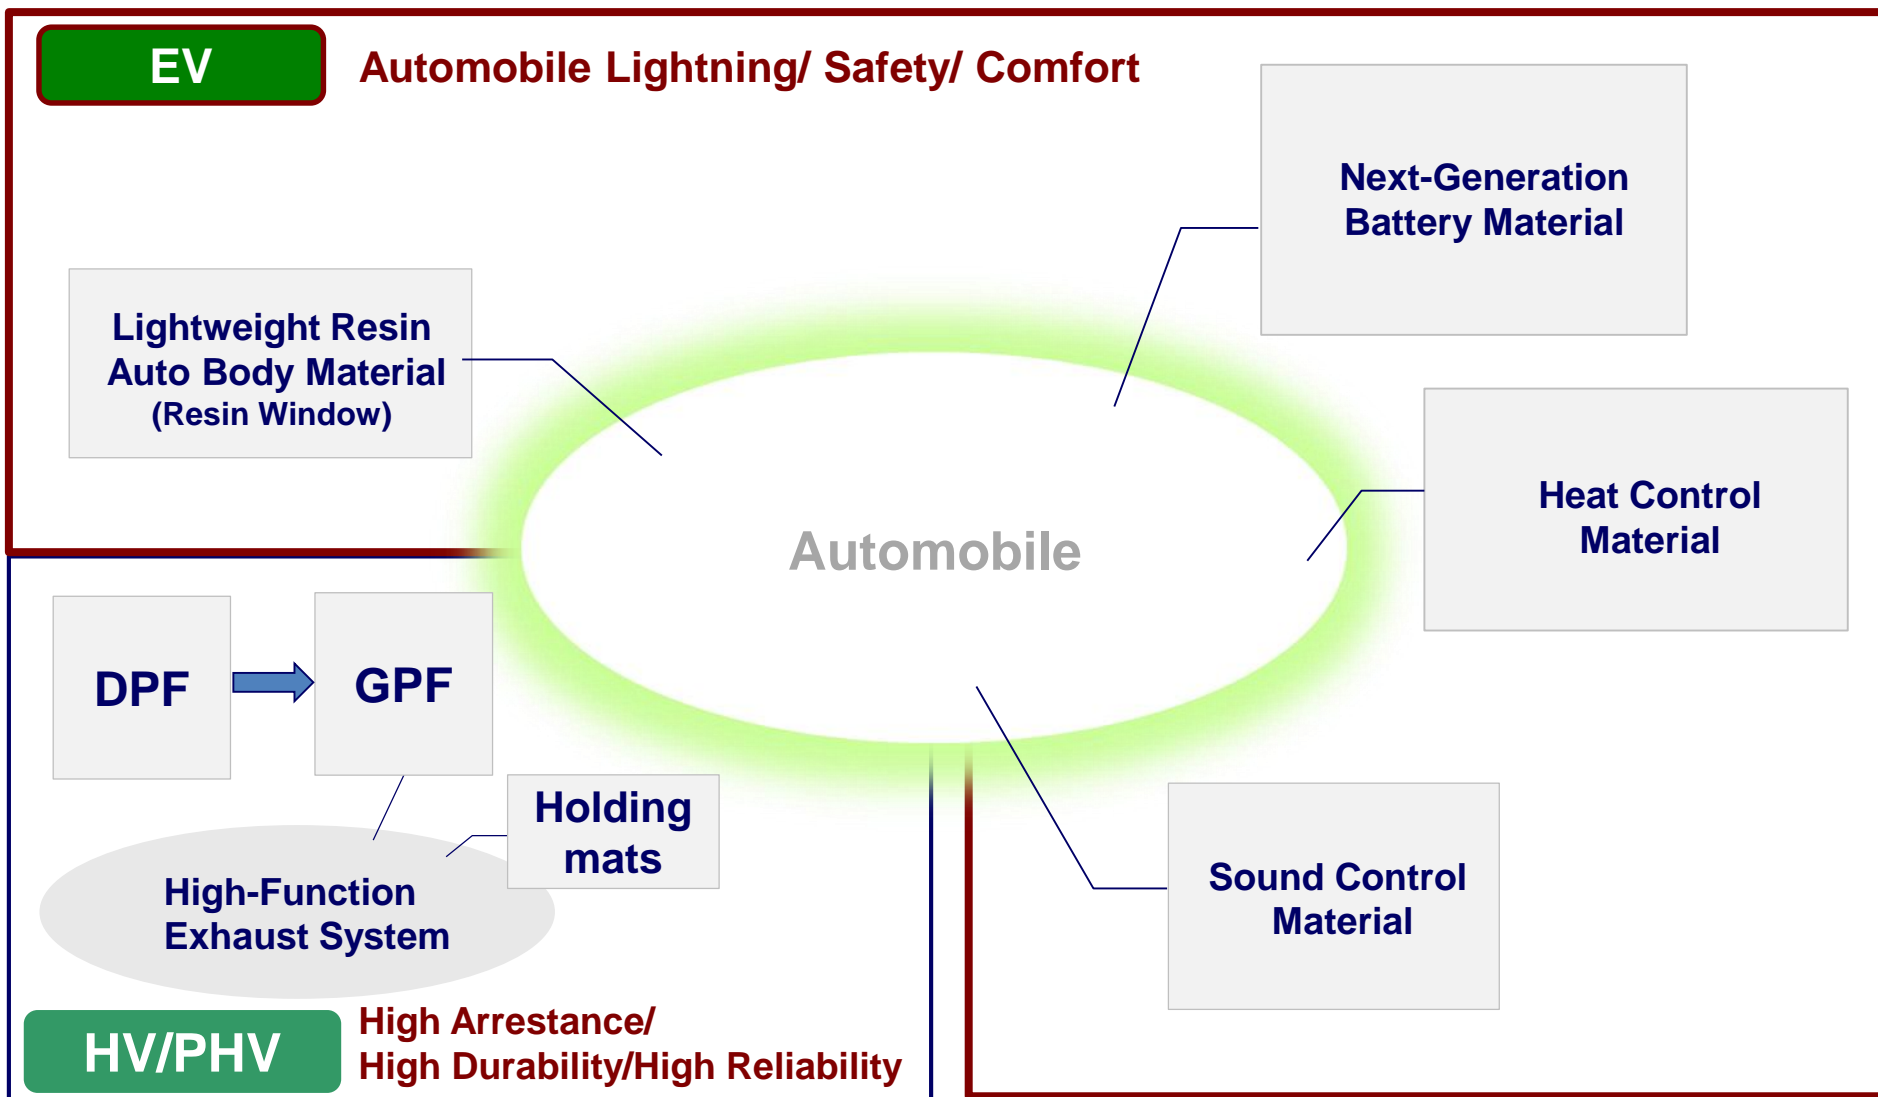 EV
Automobile Lightning/ Safety/ Comfort
Next-Generation
Battery Material
Lightweight Resin
Auto Body Material
(Resin Window)
Heat Control
Material
Automobile
DPF
GPF
Holding
mats
High-Function
Exhaust System
Sound Control
Material
HV/PHV
High Arrestance/
High Durability/High Reliability